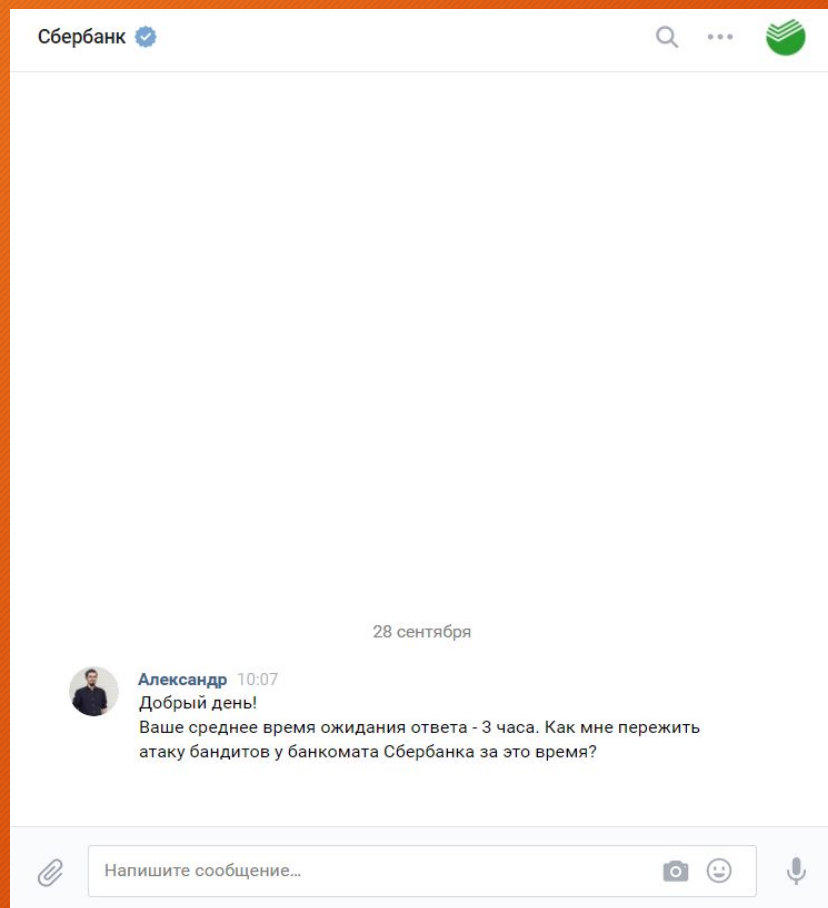 Сбербанк
28 сентября
Александр 10:07
Добрый день!
Ваше среднее время ожидания ответа - 3 часа. Как мне пережить
атаку бандитов у банкомата Сбербанка за это время?
Напишите сообщение...